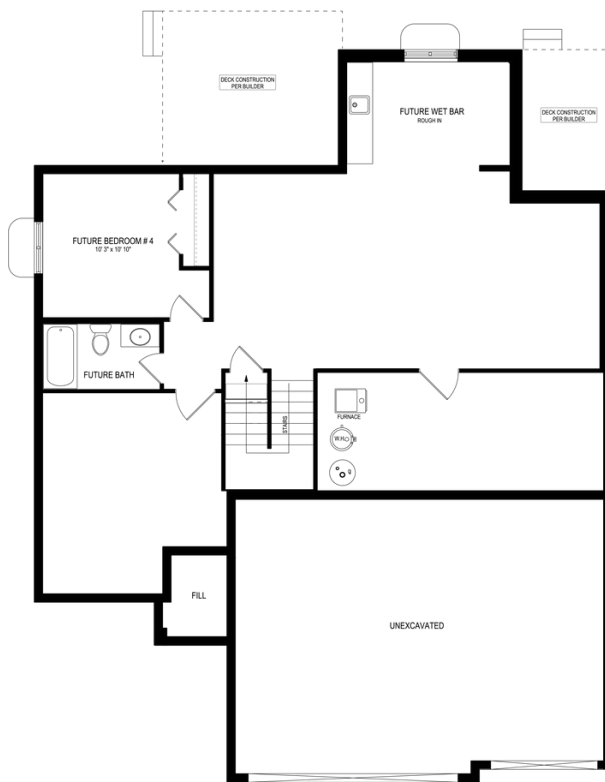 DECK CONSTRUCTION
PER BUILDER
FUTURE WET BAR
ROUGH IN
DECK CONSTRUCTION
PER BUILDER
FUTURE BEDROOM # 4
10' 3" x 10' 10"
FUTURE BATH
STAIRS
FURNACE
FILL
UNEXCAVATED